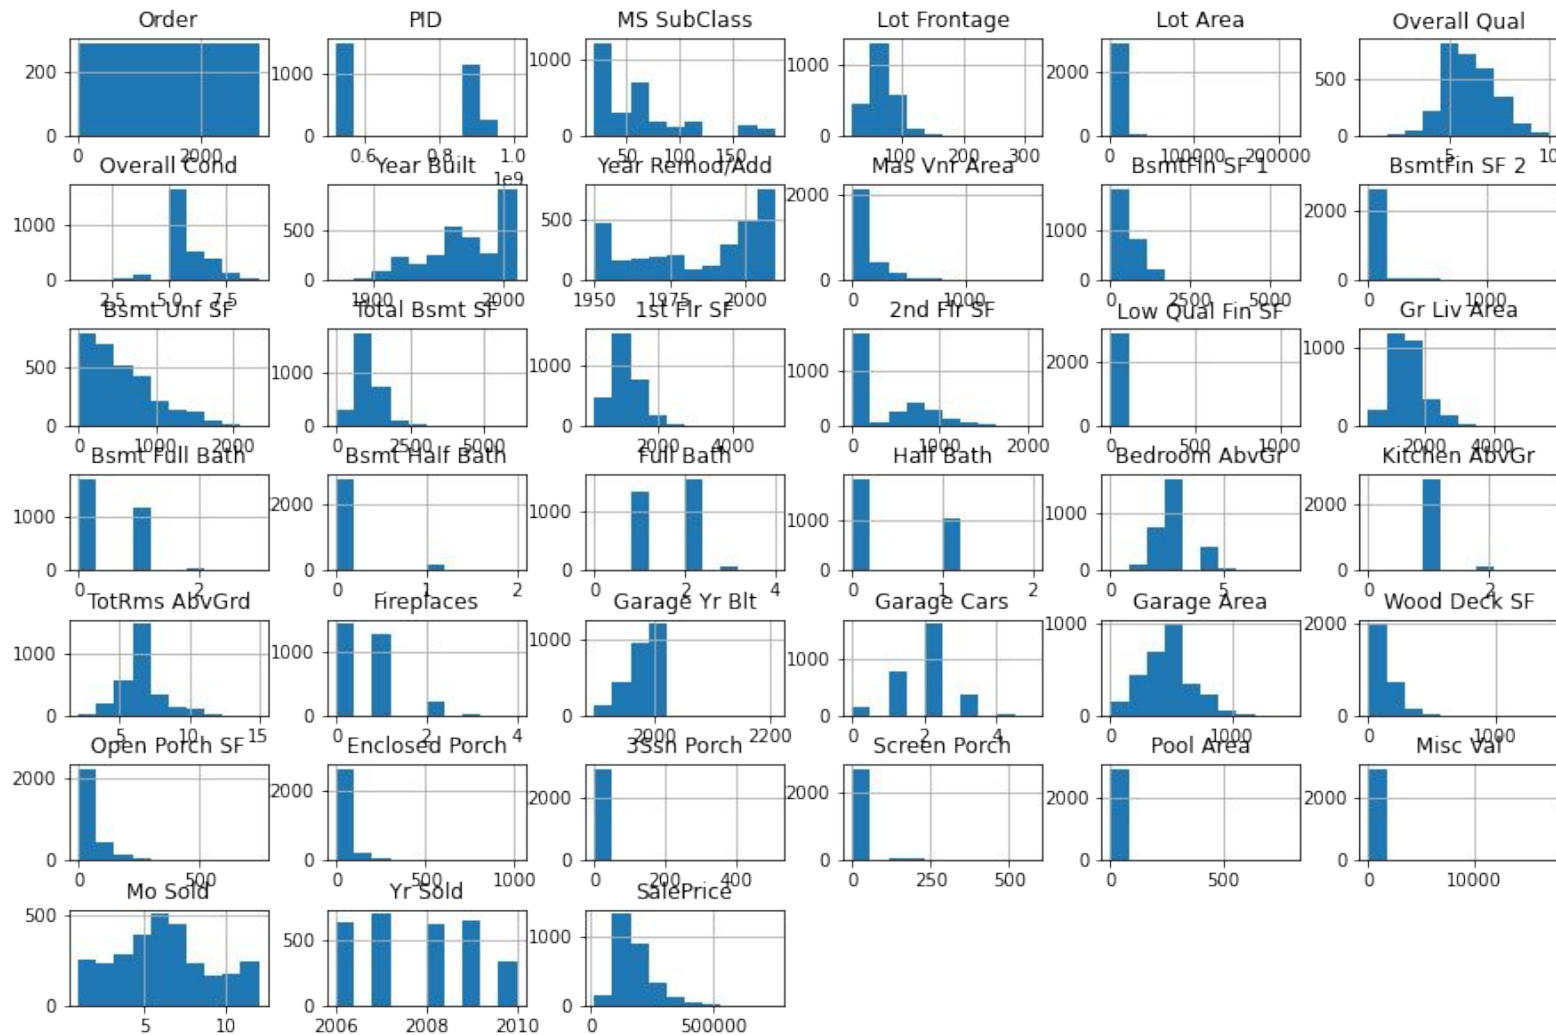 Order PID MS SubClass Lot Frontage Lot Area Overall Qual
200 1000 1000 1000 2000 500
0 0 0 0 0 0
0 2000 0.6 0.8 1.0 50 100 150 100 200 300 0 100000 200000 5 10
1e9
Overall Cond Year Built Year Remod/Add Mas Vnr Area BsmtFin SF 1 BsmtFin SF 2
1000 500 500 2000 1000 2000
0 0 0 0 0 0
2.5 5.0 7.5 1900 2000 1950 1975 2000 0 1000 0 2500 5000 0 1000
Bsmt Unf SF Total Bsmt SF 1st Flr SF 2nd Flr SF Low Qual Fin SF Gr Liv Area
500 1000 1000 1000 2000 1000
0 0 0 0 0 0
0 1000 2000 0 2500 5000 2000 4000 0 1000 2000 0 500 1000 2000 4000
Bsmt Full Bath Bsmt Half Bath Full Bath Half Bath Bedroom AbvGr Kitchen AbvGr
1000 2000 1000 1000 1000 2000
0 0 0 0 0 0
0 2 0 1 2 0 2 4 0 1 2 0 5 0 2
TotRms AbvGrd Fireplaces Garage Yr Blt Garage Cars Garage Area Wood Deck SF
1000 1000 1000 1000 1000 2000
0 0 0 0 0 0
5 10 15 0 2 4 2000 2200 0 2 4 0 1000 0 1000
Open Porch SF Enclosed Porch 3Ssn Porch Screen Porch Pool Area Misc Val
2000 2000 2000 2000 2000 2000
0 0 0 0 0 0
0 500 0 500 1000 0 200 400 0 250 500 0 500 0 10000
Mo Sold Yr Sold SalePrice
500 500 1000
0 0 0
5 10 2006 2008 2010 0 500000